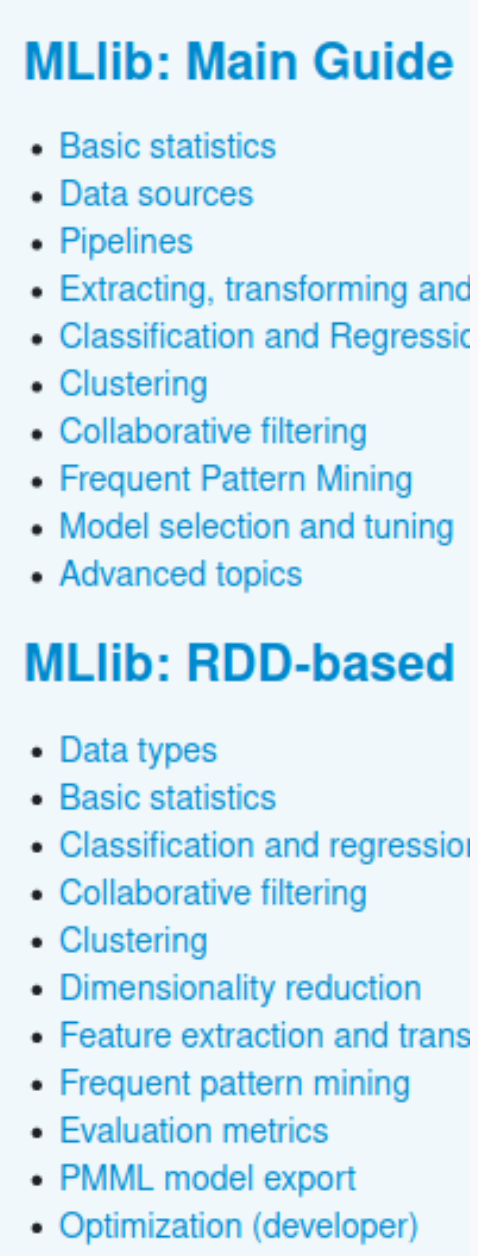 MLlib: Main Guide
Basic statistics
Data sources
Pipelines
Extracting, transforming and
Classification and Regressio
Clustering
Collaborative filtering
Frequent Pattern Mining
Model selection and tuning
Advanced topics
MLlib: RDD-based
Data types
Basic statistics
Classification and regression
Collaborative filtering
Clustering
Dimensionality reduction
Feature extraction and trans
Frequent pattern mining
Evaluation metrics
PMML model export
Optimization (developer)